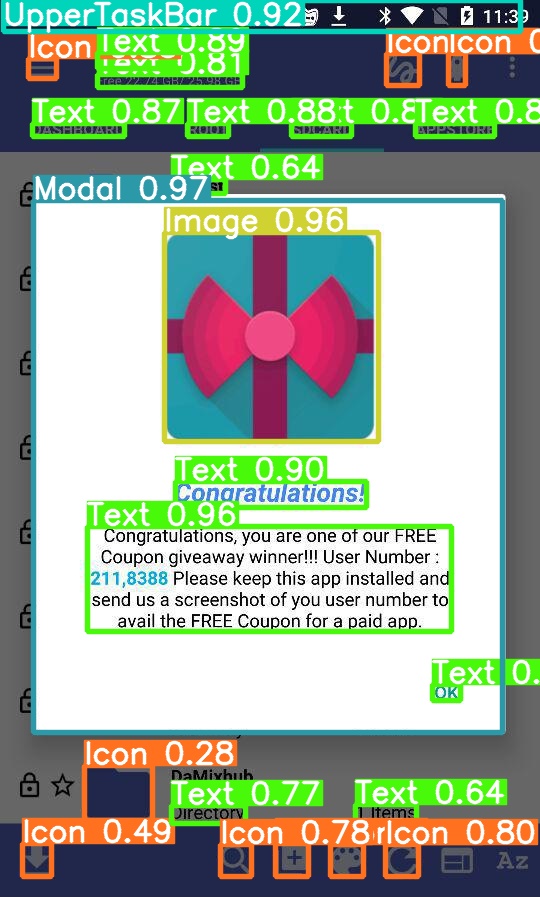 UpperTaskBar 0.92
11:39
Icon
Text 0.89
Icon
Icon 0
Text 0.81
Free 22.74 GB/ 25.98 GB
Text 0.87
Text 0.88
t 0.8
Text 0.8
DASHBOARD
ROOT
SDCARD
APPSTORE
Text 0.64
Modal 0.97
Image 0.96
Text 0.90
Congratulations!
Text 0.96
Congratulations, you are one of our FREE
Coupon giveaway winner!!! User Number :
211,8388 Please keep this app installed and
send us a screenshot of you user number to
avail the FREE Coupon for a paid app.
Text 0.
OK
Icon 0.28
DaMixhub
Text 0.77
Text 0.64
Directory
1 Items
Icon 0.49
Icon 0.78
Icon 0.80
Az